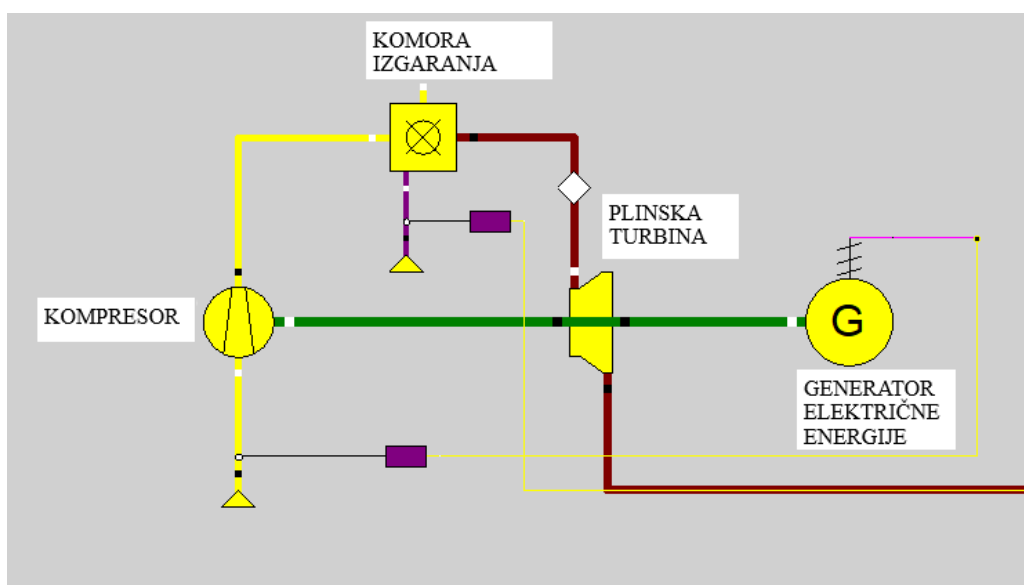 KOMORA
IZGARANJA
PLINSKA
TURBINA
KOMPRESOR
G
GENERATOR
ELEKTRIČNE
ENERGIJE